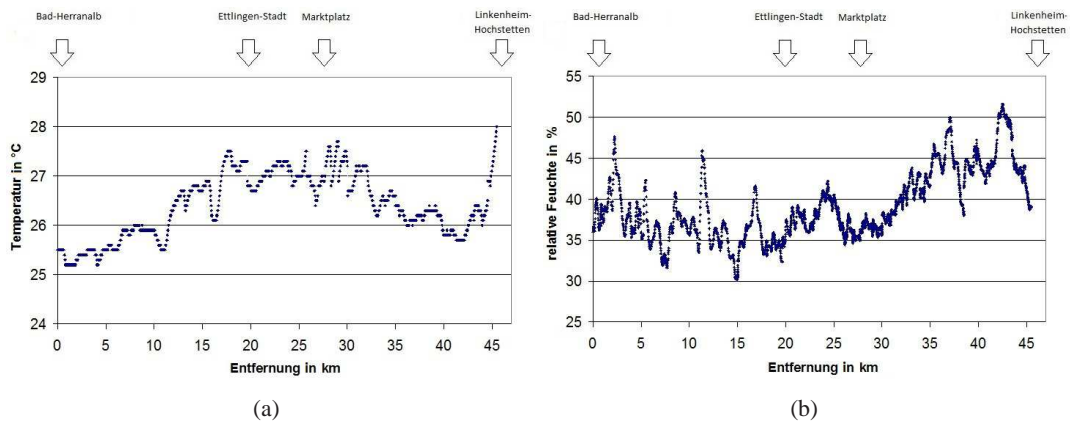 Bad-Herranalb
Ettlingen-Stadt
Marktplatz
Linkenheim-
Hochstetten
29
28
27
26
25
24
Temperatur in °C
0
5
10
15
20
25
30
35
40
45
Entfernung in km
(a)
Bad-Herranalb
Ettlingen-Stadt
Marktplatz
Linkenheim-
Hochstetten
55
50
45
40
35
30
25
relative Feuchte in %
0
5
10
15
20
25
30
35
40
45
Entfernung in km
(b)